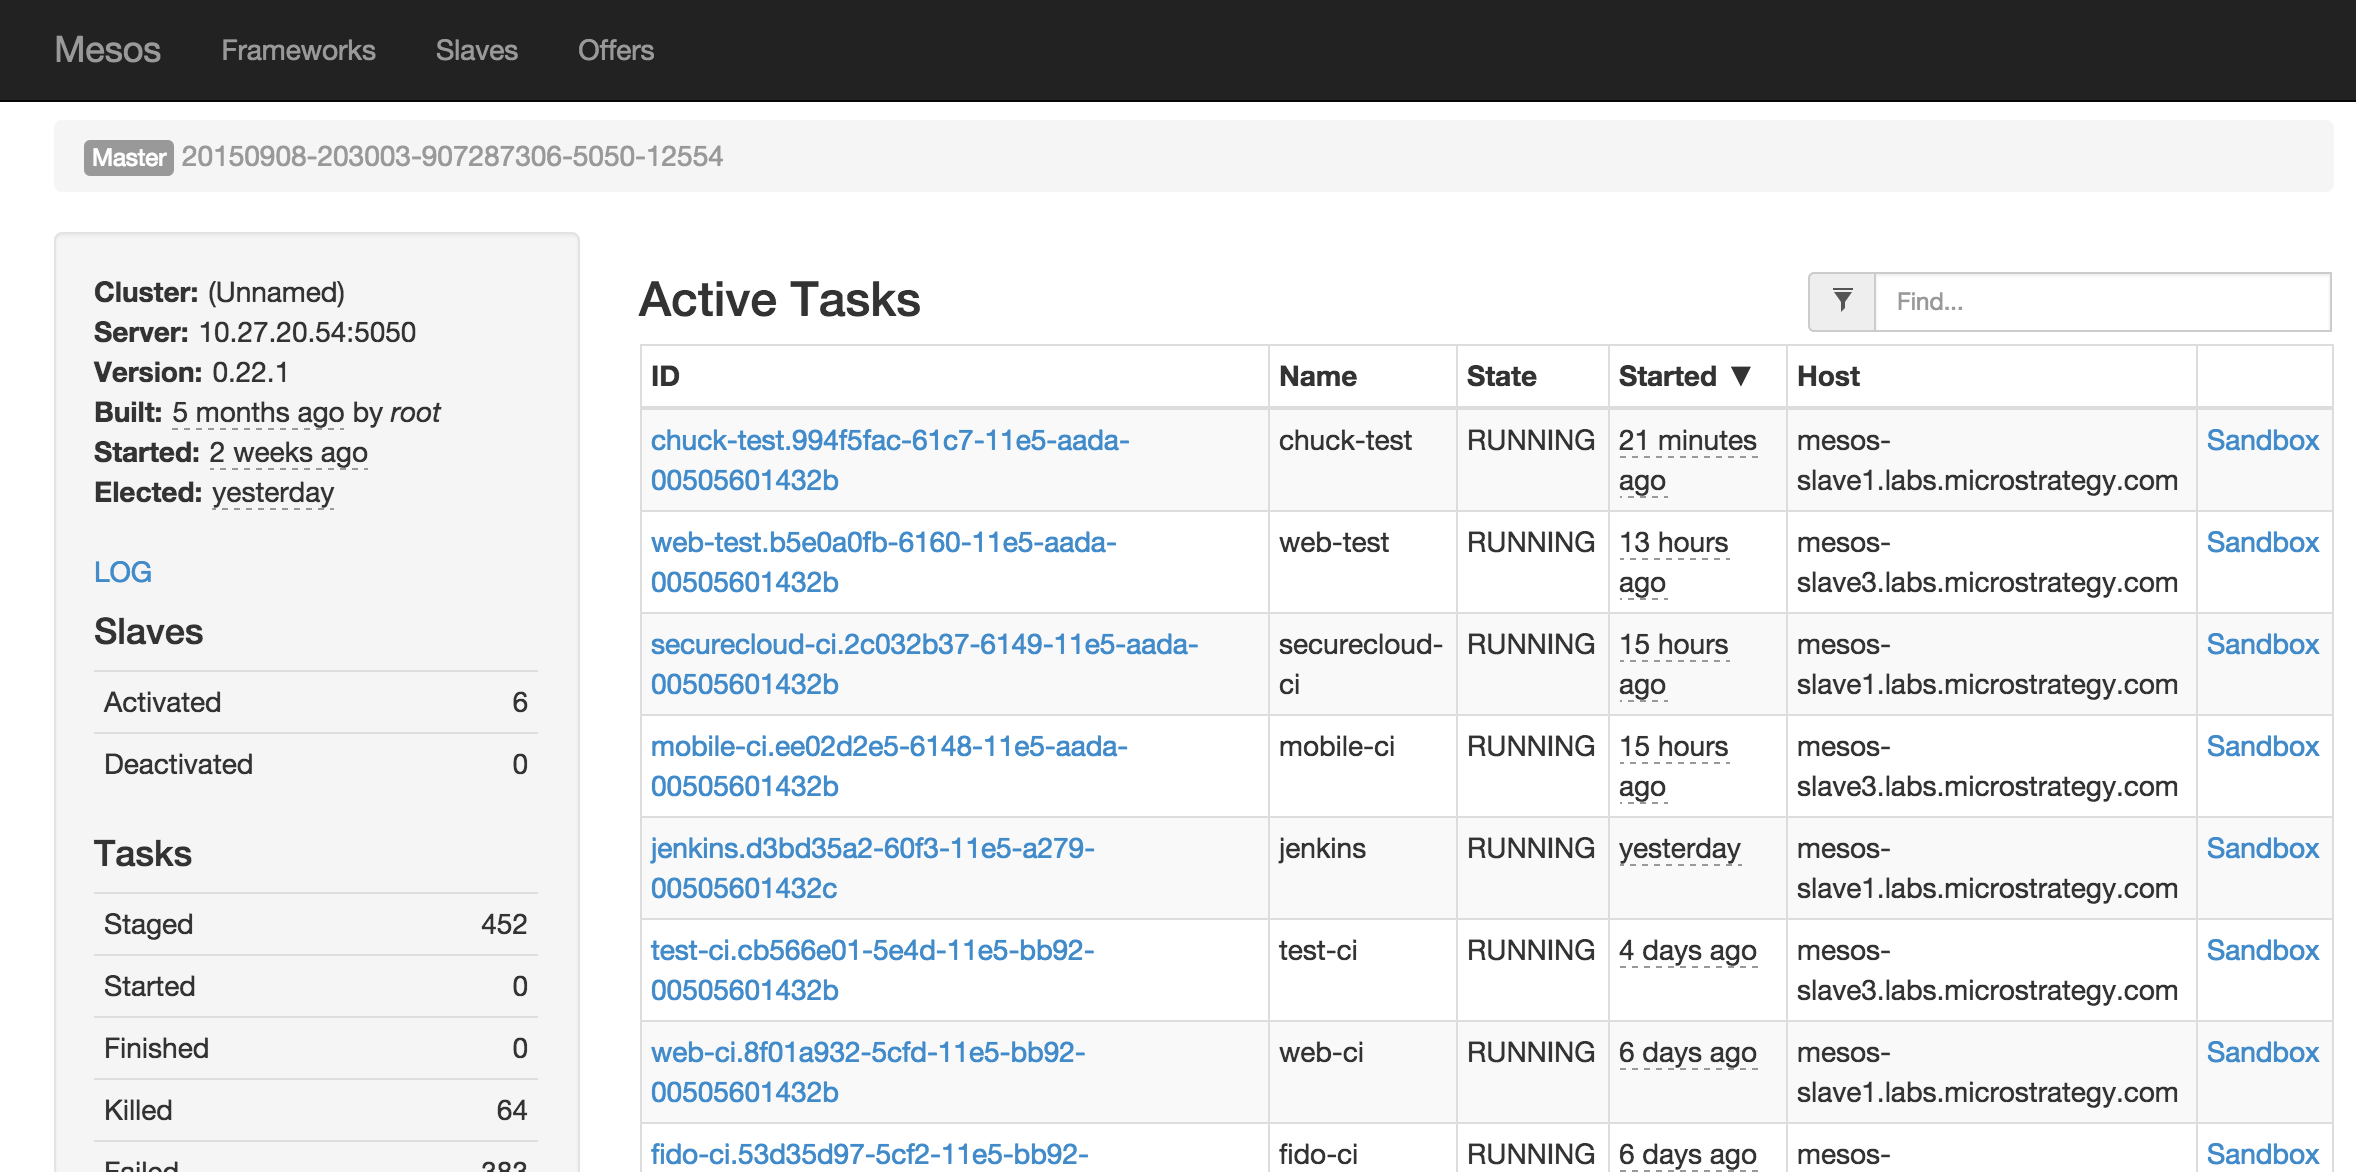 Mesos Frameworks Slaves Offers
Master 20150908-203003-907287306-5050-12554
Cluster: (Unnamed)
Server: 10.27.20.54:5050
Version: 0.22.1
Built: 5 months ago by root
Started: 2 weeks ago
Elected: yesterday
LOG
Slaves
Activated 6
Deactivated 0
Tasks
Staged 452
Started 0
Finished 0
Killed 64
Failed 383
Active Tasks
Find...
ID Name State Started ▼ Host
chuck-test.994f5fac-61c7-11e5-aada- chuck-test RUNNING 21 minutes mesos- Sandbox
00505601432b ago slave1.labs.microstrategy.com
web-test.b5e0a0fb-6160-11e5-aada- web-test RUNNING 13 hours mesos- Sandbox
00505601432b ago slave3.labs.microstrategy.com
securecloud-ci.2c032b37-6149-11e5-aada- securecloud- RUNNING 15 hours mesos- Sandbox
00505601432b ci ago slave1.labs.microstrategy.com
mobile-ci.ee02d2e5-6148-11e5-aada- mobile-ci RUNNING 15 hours mesos- Sandbox
00505601432b ago slave3.labs.microstrategy.com
jenkins.d3bd35a2-60f3-11e5-a279- jenkins RUNNING yesterday mesos- Sandbox
00505601432c slave1.labs.microstrategy.com
test-ci.cb566e01-5e4d-11e5-bb92- test-ci RUNNING 4 days ago mesos- Sandbox
00505601432b slave3.labs.microstrategy.com
web-ci.8f01a932-5cfd-11e5-bb92- web-ci RUNNING 6 days ago mesos- Sandbox
00505601432b slave1.labs.microstrategy.com
fido-ci.53d35d97-5cf2-11e5-bb92- fido-ci RUNNING 6 days ago mesos- Sandbox